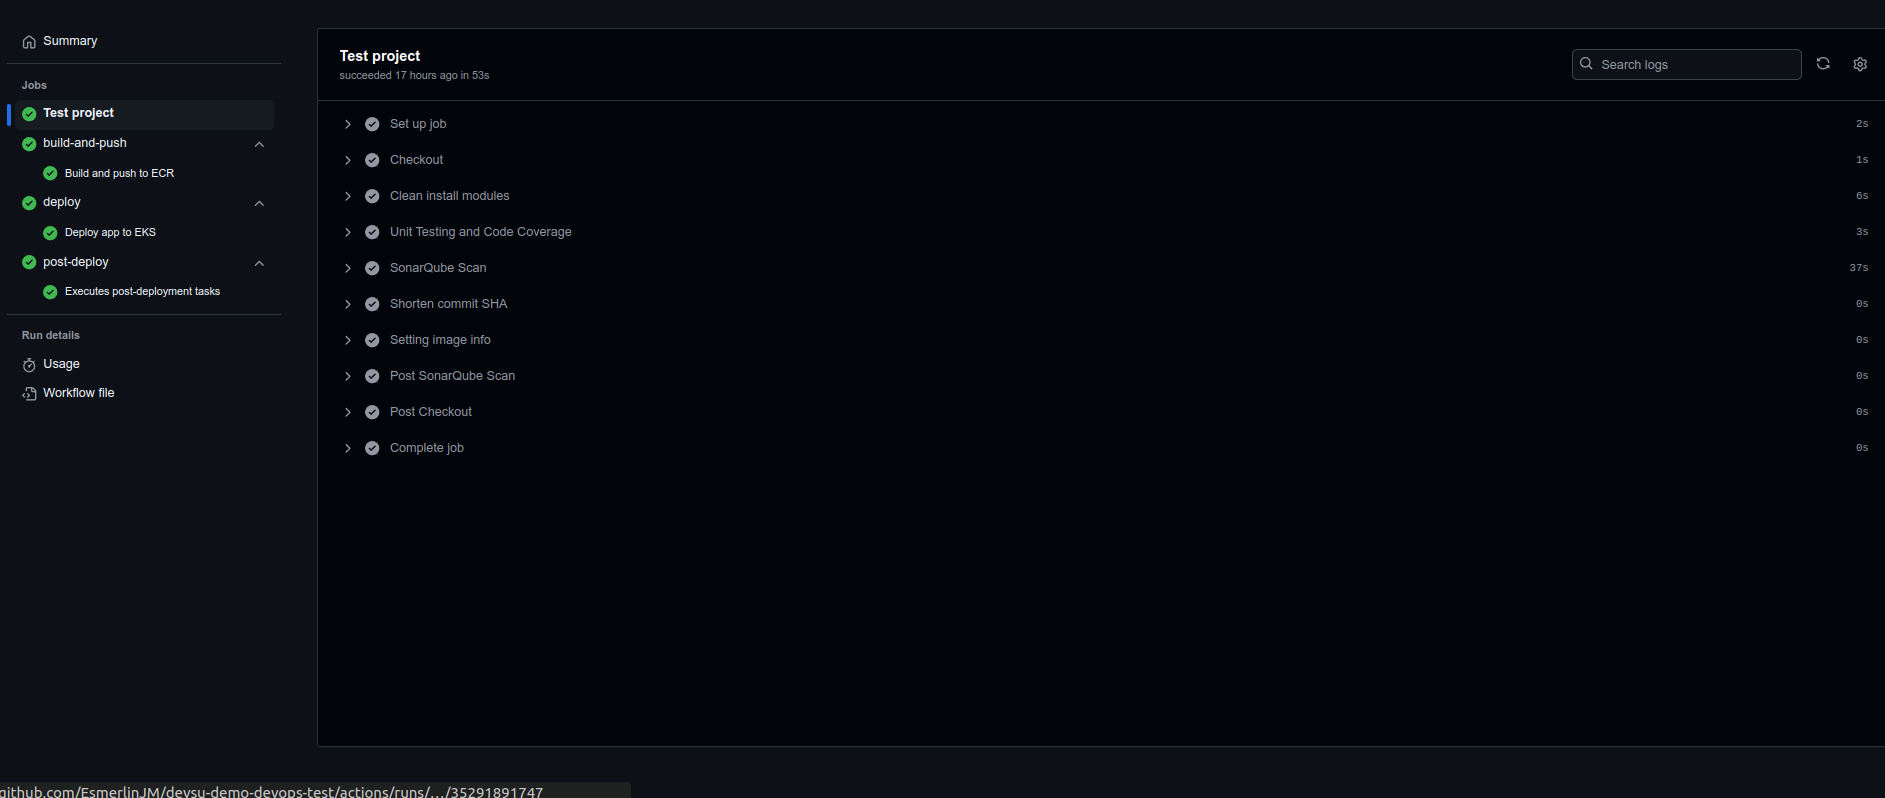 Summary
Jobs
Test project
build-and-push
Build and push to ECR
deploy
Deploy app to EKS
post-deploy
Executes post-deployment tasks
Run details
Usage
Workflow file
Test project
succeeded 17 hours ago in 53s
Search logs
Set up job 2s
Checkout 1s
Clean install modules 6s
Unit Testing and Code Coverage 3s
SonarQube Scan 37s
Shorten commit SHA 0s
Setting image info 0s
Post SonarQube Scan 0s
Post Checkout 0s
Complete job 0s
github.com/EsmerlinJM/devsu-demo-devops-test/actions/runs/.../35291891747